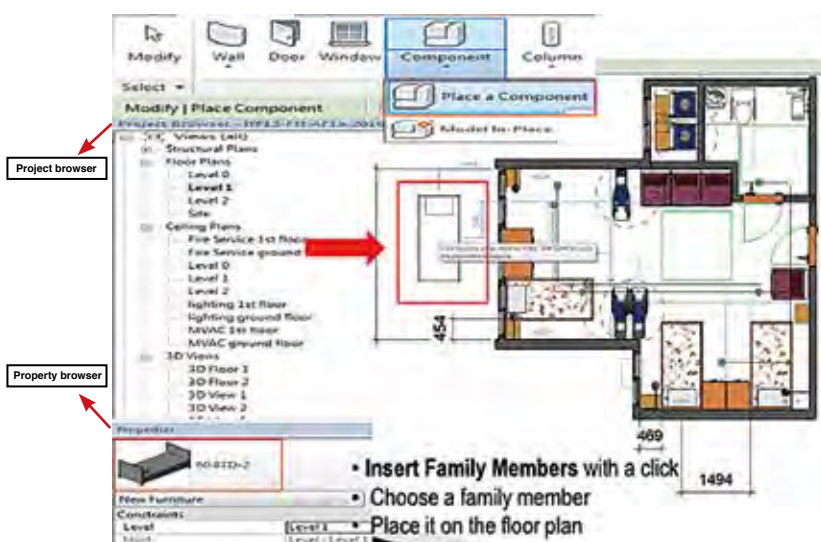 Modify
Wall
Door
Window
Component
Column
Select
Place a Component
Modify | Place Component
Model In-Place
Views (all)
Structural Plans
Floor Plans
Level 0
Level 1
Level 2
Site
Ceiling Plans
Fire Service 1st floor
Fire Service ground
Level 0
Level 1
Level 2
lighting 1st floor
lighting ground floor
MVAC 1st floor
MVAC ground floor
3D Views
3D Floor 1
3D Floor 2
3D View 1
3D View 2
Project browser
Property browser
Properties
New Furniture
Constraints
Level
Level 1
454
469
1494
• Insert Family Members with a click
• Choose a family member
• Place it on the floor plan